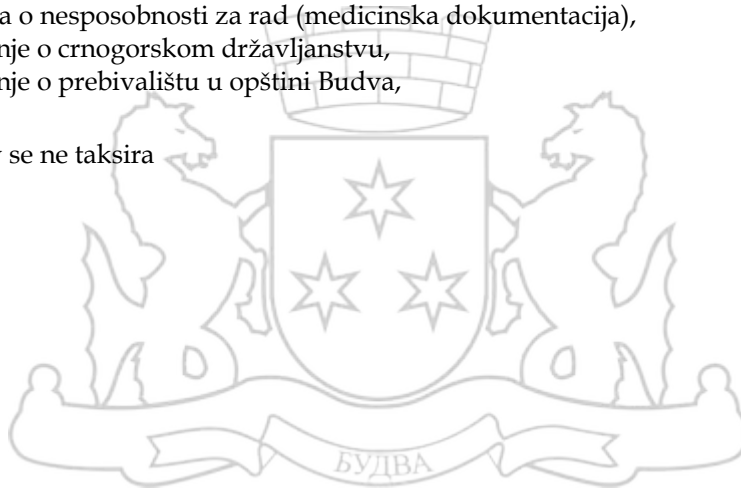 a o nesposobnosti za rad (medicinska dokumentacija),
nje o crnogorskom državljanstvu,
nje o prebivalištu u opštini Budva,
se ne taksira
БУДВА